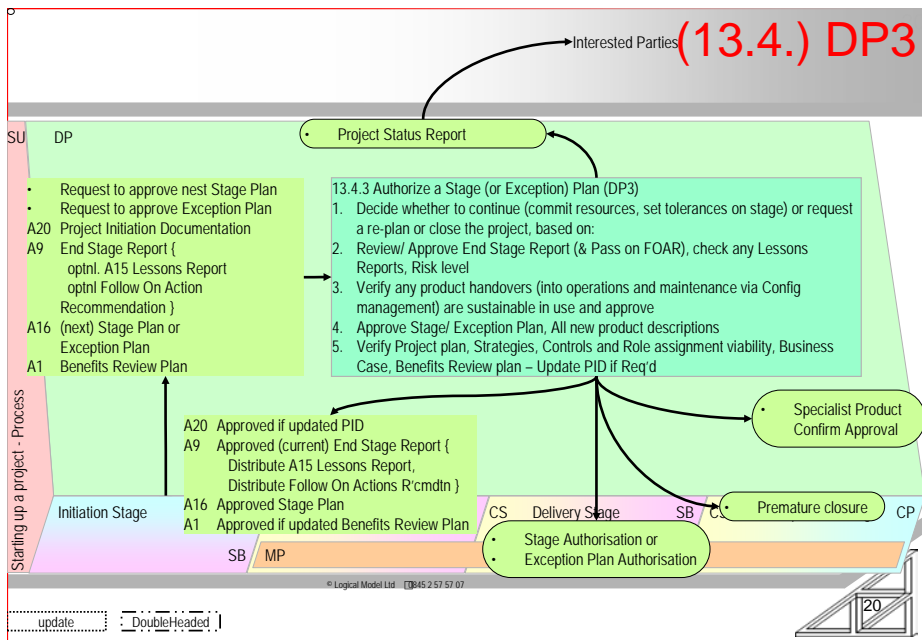 (13.4.) DP3
Interested Parties
SU
DP
• Project Status Report
• Request to approve nest Stage Plan
• Request to approve Exception Plan
A20 Project Initiation Documentation
A9 End Stage Report {
optnl. A15 Lessons Report
optnl Follow On Action
Recommendation }
A16 (next) Stage Plan or
Exception Plan
A1 Benefits Review Plan
13.4.3 Authorize a Stage (or Exception) Plan (DP3)
1. Decide whether to continue (commit resources, set tolerances on stage) or request
a re-plan or close the project, based on:
2. Review/ Approve End Stage Report (& Pass on FOAR), check any Lessons
Reports, Risk level
3. Verify any product handovers (into operations and maintenance via Config
management) are sustainable in use and approve
4. Approve Stage/ Exception Plan, All new product descriptions
5. Verify Project plan, Strategies, Controls and Role assignment viability, Business
Case, Benefits Review plan – Update PID if Req'd
Starting up a project - Process
A20 Approved if updated PID
A9 Approved (current) End Stage Report {
Distribute A15 Lessons Report,
Distribute Follow On Actions R'cmdtn }
A16 Approved Stage Plan
A1 Approved if updated Benefits Review Plan
• Specialist Product
Confirm Approval
• Premature closure
Initiation Stage
SB
MP
CS Delivery Stage SB
CP
• Stage Authorisation or
• Exception Plan Authorisation
© Logical Model Ltd 0845 2 57 57 07
20
update
DoubleHeaded